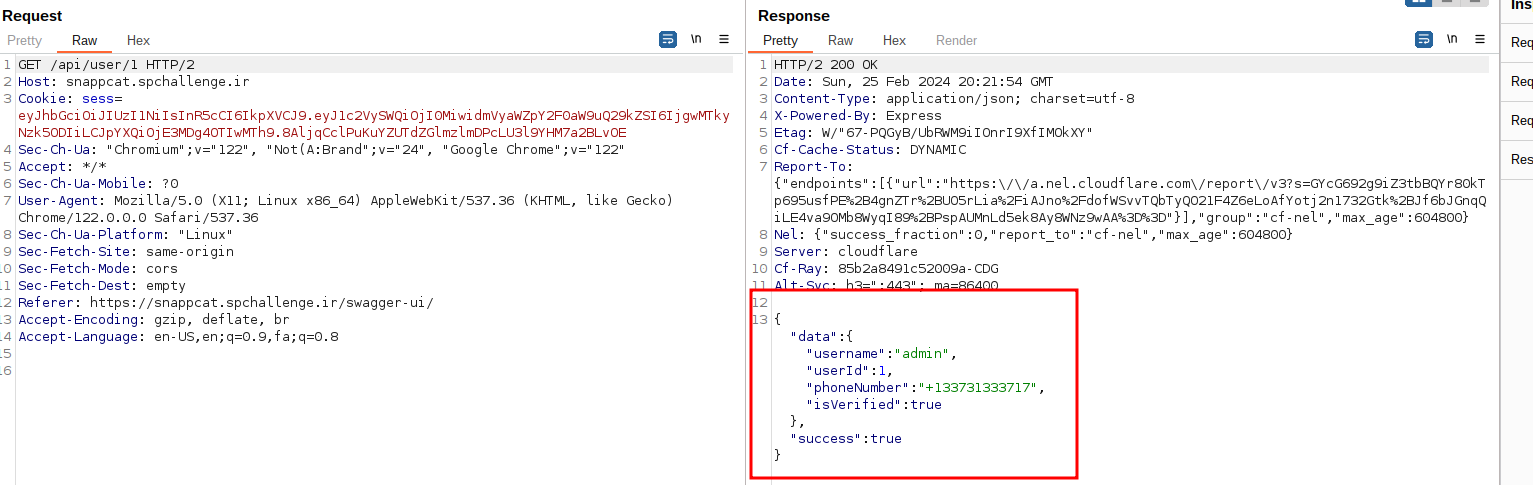 Request
Pretty Raw Hex
\n
1 GET /api/user/1 HTTP/2
2 Host: snappcat.spchallenge.ir
3 Cookie: sess=
eyJhbGciOiJIUzI1NiIsInR5cCI6IkpXVCJ9.eyJ1c2VySWQiOjI0MiwidmVyaWZpY2F0aW9uQ29kZSI6IjgwMTky
Nzk5ODIiLCJpYXQiOjE3MDg4OTIwMTh9.8AljqCclPuKuYZUTdZGlmzlmDPcLU3l9YHM7a2BLvOE
4 Sec-Ch-Ua: "Chromium";v="122", "Not(A:Brand";v="24", "Google Chrome";v="122"
5 Accept: */*
6 Sec-Ch-Ua-Mobile: ?0
7 User-Agent: Mozilla/5.0 (X11; Linux x86_64) AppleWebKit/537.36 (KHTML, like Gecko)
Chrome/122.0.0.0 Safari/537.36
8 Sec-Ch-Ua-Platform: "Linux"
9 Sec-Fetch-Site: same-origin
10 Sec-Fetch-Mode: cors
11 Sec-Fetch-Dest: empty
12 Referer: https://snappcat.spchallenge.ir/swagger-ui/
13 Accept-Encoding: gzip, deflate, br
14 Accept-Language: en-US,en;q=0.9,fa;q=0.8
15
16
Response
Pretty Raw Hex Render
\n
1 HTTP/2 200 OK
2 Date: Sun, 25 Feb 2024 20:21:54 GMT
3 Content-Type: application/json; charset=utf-8
4 X-Powered-By: Express
5 Etag: W/"67-PQGyB/UbRWM9iIOnrI9XfIMOkXY"
6 Cf-Cache-Status: DYNAMIC
7 Report-To:
{"endpoints":[{"url":"https:\/\/a.nel.cloudflare.com\/report\/v3?s=GYcG692g9iZ3tbBQYr80kT
p695usfPE%2B4gnZTr%2BU05rLia%2FiAJno%2FdofWSvvTQbTyQO21F4Z6eLoAfYotj2n1732Gtk%2BJf6bJGnqQ
iLE4va9OMb8WyqI89%2BPspAUMnLd5ek8Ay8WNz9wAA%3D%3D"}],"group":"cf-nel","max_age":604800}
8 Nel: {"success_fraction":0,"report_to":"cf-nel","max_age":604800}
9 Server: cloudflare
10 Cf-Ray: 85b2a8491c52009a-CDG
11 Alt-Svc: h3=":443"; ma=86400
12
13 {
"data":{
"username":"admin",
"userId":1,
"phoneNumber":"+133731333717",
"isVerified":true
},
"success":true
}
Ins
Req
Req
Req
Res